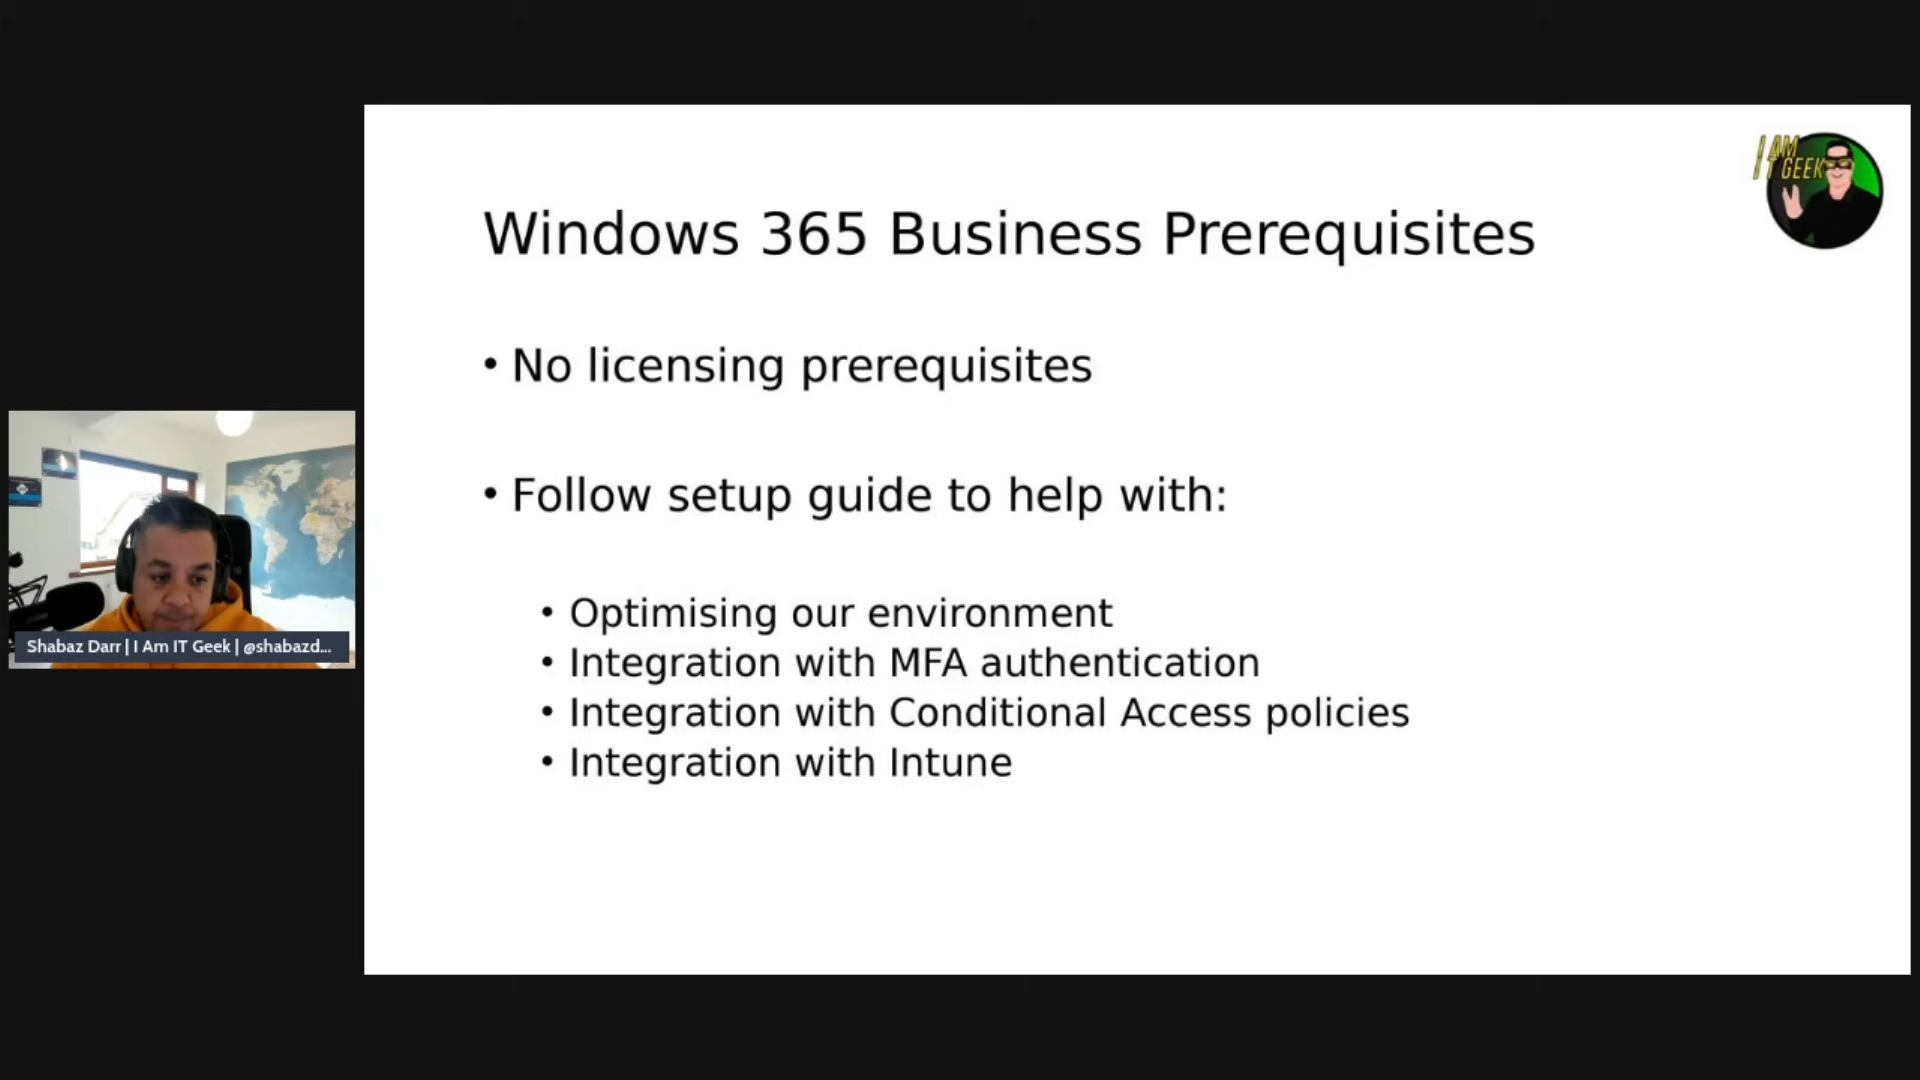 I AM
IT GEEK
Windows 365 Business Prerequisites
• No licensing prerequisites
• Follow setup guide to help with:
• Optimising our environment
• Integration with MFA authentication
• Integration with Conditional Access policies
• Integration with Intune
Shabaz Darr | I Am IT Geek | @shabazd...